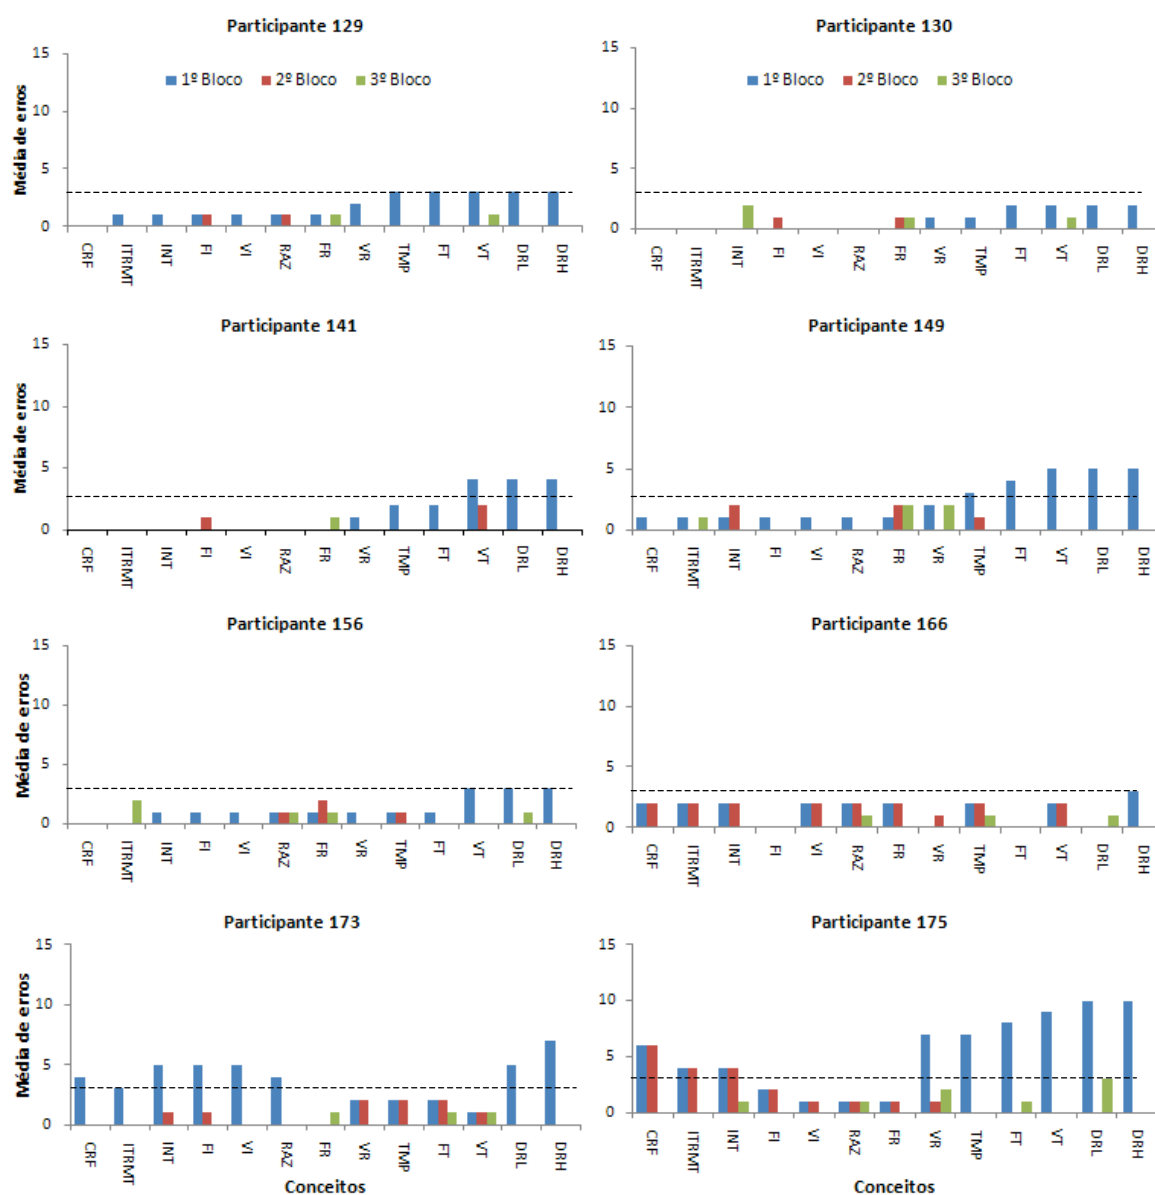 Participante 129
15
10
5
0
Média de erros
1º Bloco 2º Bloco 3º Bloco
CRF ITRMT INT FI VI RAZ FR VR TMP FT VT DRL DRH
Participante 130
15
10
5
0
1º Bloco 2º Bloco 3º Bloco
CRF ITRMT INT FI VI RAZ FR VR TMP FT VT DRL DRH
Participante 141
15
10
5
0
Média de erros
CRF ITRMT INT FI VI RAZ FR VR TMP FT VT DRL DRH
Participante 149
15
10
5
0
CRF ITRMT INT FI VI RAZ FR VR TMP FT VT DRL DRH
Participante 156
15
10
5
0
Média de erros
CRF ITRMT INT FI VI RAZ FR VR TMP FT VT DRL DRH
Participante 166
15
10
5
0
CRF ITRMT INT FI VI RAZ FR VR TMP FT VT DRL DRH
Participante 173
15
10
5
0
Média de erros
CRF ITRMT INT FI VI RAZ FR VR TMP FT VT DRL DRH
Conceitos
Participante 175
15
10
5
0
CRF ITRMT INT FI VI RAZ FR VR TMP FT VT DRL DRH
Conceitos